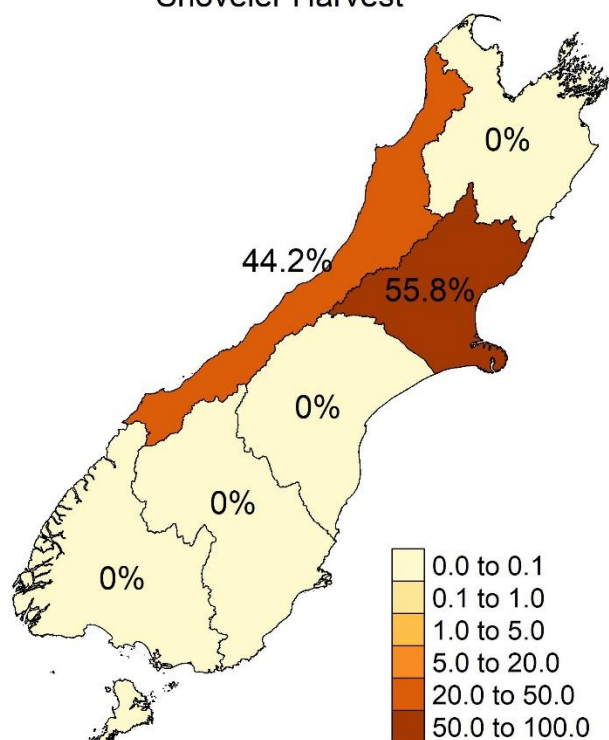 Shoveler Harvest
0%
44.2%
55.8%
0%
0%
0%
0.0 to 0.1
0.1 to 1.0
1.0 to 5.0
5.0 to 20.0
20.0 to 50.0
50.0 to 100.0